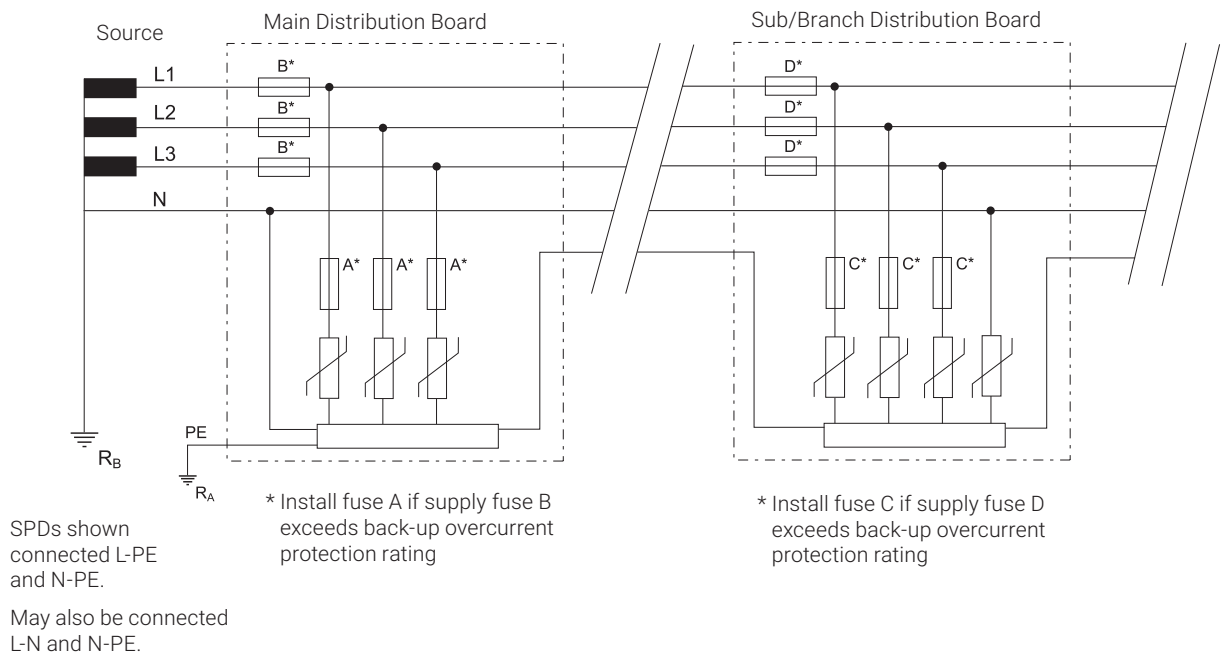 Source
Main Distribution Board
Sub/Branch Distribution Board
L1
B*
D*
L2
B*
D*
L3
B*
D*
N
A*
A*
A*
C*
C*
C*
PE
RB
RA
* Install fuse A if supply fuse B
exceeds back-up overcurrent
protection rating
* Install fuse C if supply fuse D
exceeds back-up overcurrent
protection rating
SPDs shown
connected L-PE
and N-PE.
May also be connected
L-N and N-PE.